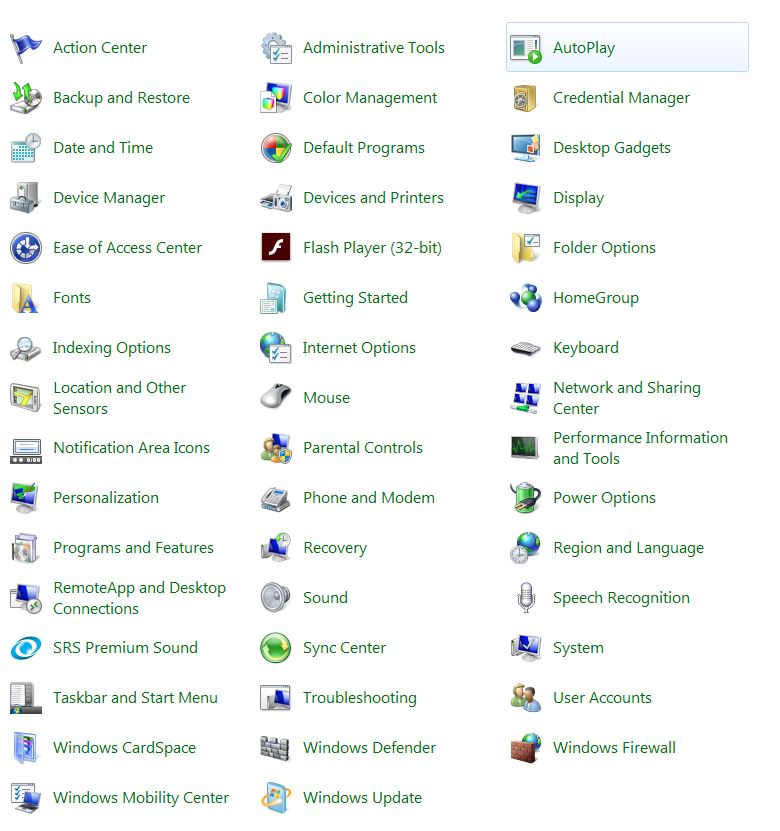 Action Center
Administrative Tools
AutoPlay
Backup and Restore
Color Management
Credential Manager
Date and Time
Default Programs
Desktop Gadgets
Device Manager
Devices and Printers
Display
Ease of Access Center
Flash Player (32-bit)
Folder Options
Fonts
Getting Started
HomeGroup
Indexing Options
Internet Options
Keyboard
Location and Other
Sensors
Mouse
Network and Sharing
Center
Notification Area Icons
Parental Controls
Performance Information
and Tools
Personalization
Phone and Modem
Power Options
Programs and Features
Recovery
Region and Language
RemoteApp and Desktop
Connections
Sound
Speech Recognition
SRS Premium Sound
Sync Center
System
Taskbar and Start Menu
Troubleshooting
User Accounts
Windows CardSpace
Windows Defender
Windows Firewall
Windows Mobility Center
Windows Update